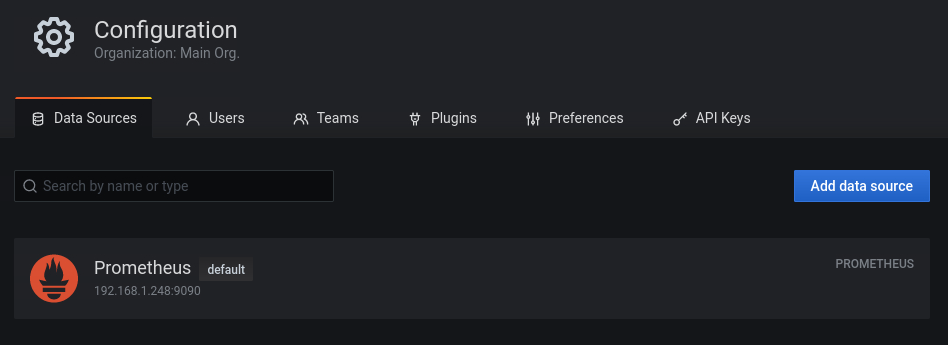 Configuration
Organization: Main Org.
Data Sources Users Teams Plugins Preferences API Keys
Search by name or type Add data source
Prometheus default PROMETHEUS
192.168.1.248:9090